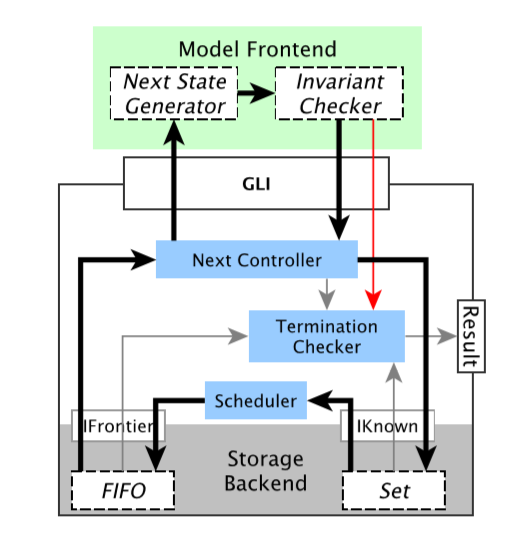 Model Frontend
Next State
Generator
Invariant
Checker
GLI
Next Controller
Termination
Checker
Result
Scheduler
IFrontier
IKnown
Storage
Backend
FIFO
Set